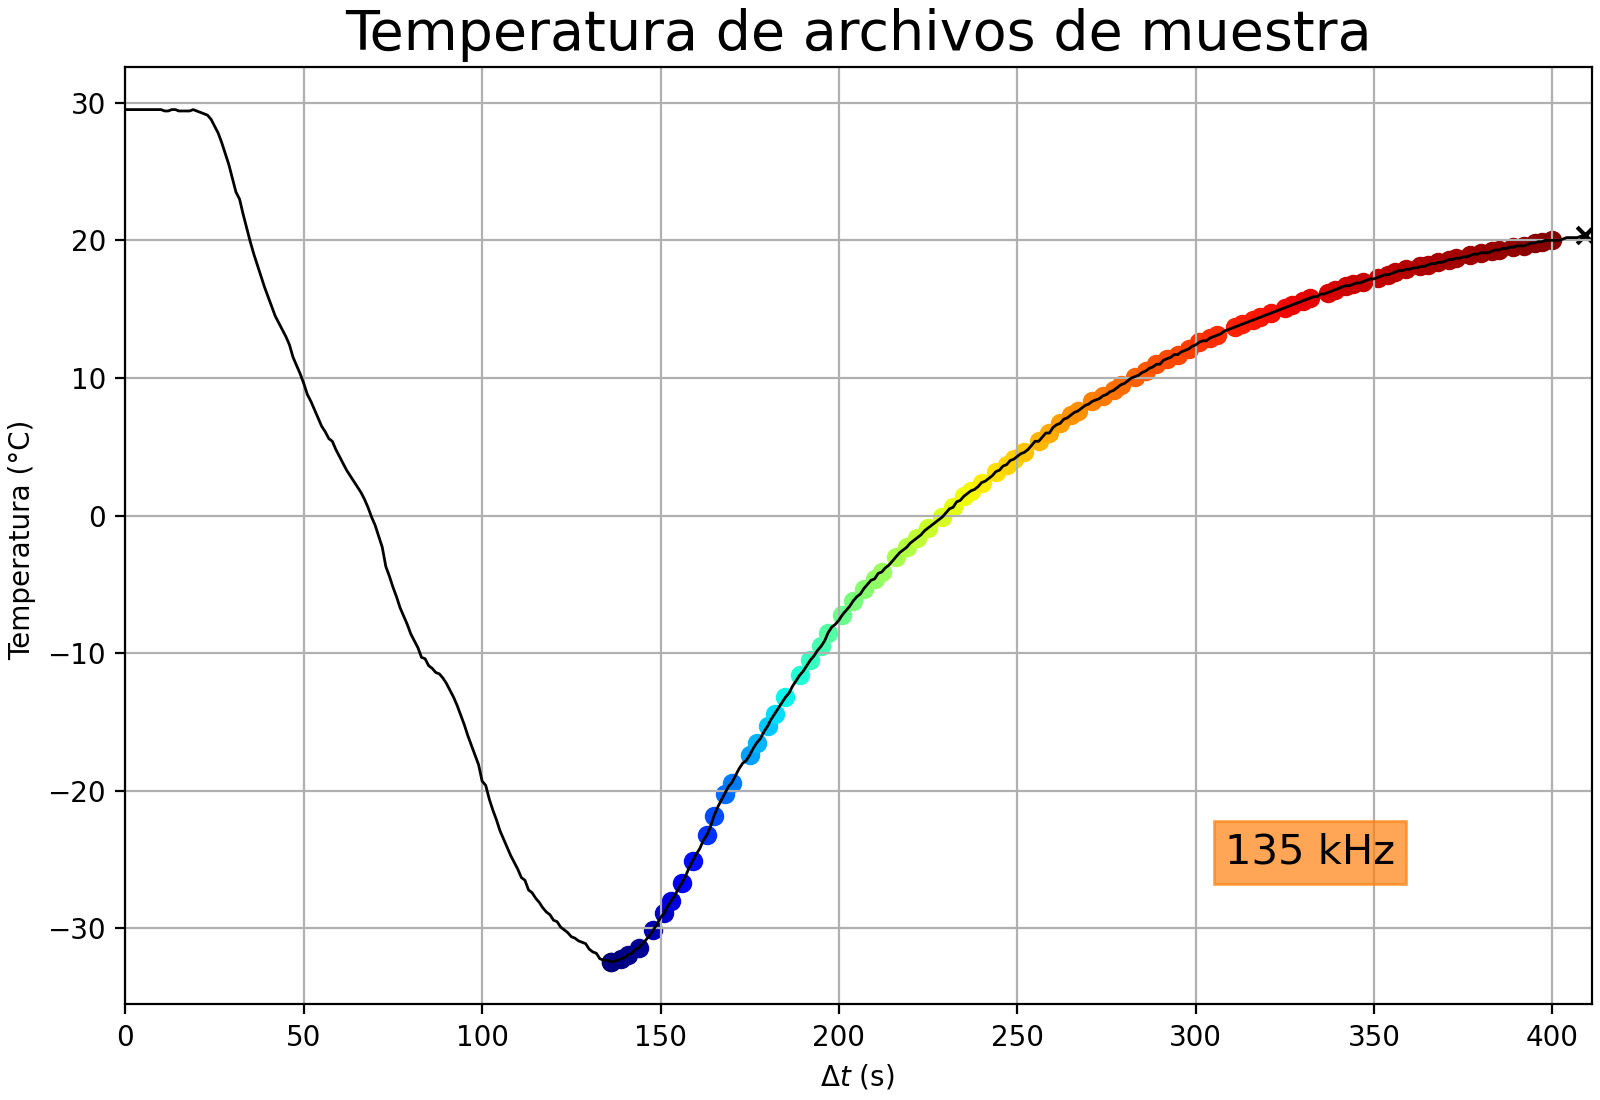 Temperatura de archivos de muestra
Temperatura (°C)
30
20
10
0
−10
−20
−30
135 kHz
0 50 100 150 200 250 300 350 400
Δt (s)